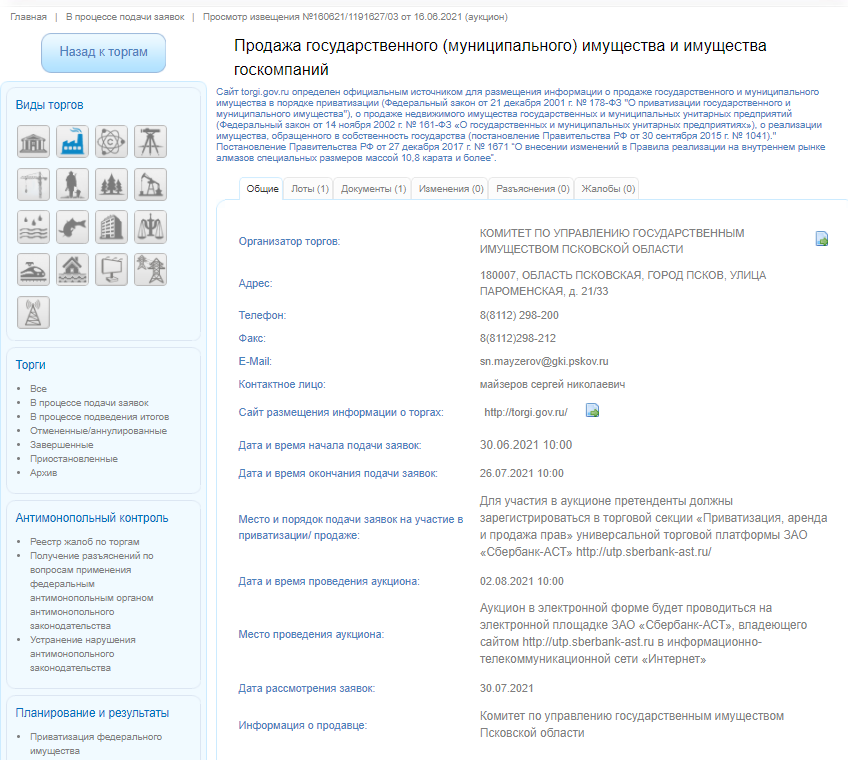 Главная | В процессе подачи заявок | Просмотр извещения №160621/1191627/03 от 16.06.2021 (аукцион)
Назад к торгам
Виды торгов
Торги
Все
В процессе подачи заявок
В процессе подведения итогов
Отмененные/аннулированные
Завершенные
Приостановленные
Архив
Антимонопольный контроль
Реестр жалоб по торгам
Получение разъяснений по
вопросам применения
федеральным
антимонопольным органом
антимонопольного
законодательства
Устранение нарушения
антимонопольного
законодательства
Планирование и результаты
Приватизация федерального
имущества
Продажа государственного (муниципального) имущества и имущества
госкомпаний
Сайт torgi.gov.ru определен официальным источником для размещения информации о продаже государственного и муниципального
имущества в порядке приватизации (Федеральный закон от 21 декабря 2001 г. № 178-ФЗ "О приватизации государственного и
муниципального имущества"), о продаже недвижимого имущества государственных и муниципальных унитарных предприятий
(Федеральный закон от 14 ноября 2002 г. № 161-ФЗ «О государственных и муниципальных унитарных предприятиях»), о реализации
имущества, обращенного в собственность государства (постановление Правительства РФ от 30 сентября 2015 г. № 1041)."
Постановление Правительства РФ от 27 декабря 2017 г. № 1671 "О внесении изменений в Правила реализации на внутреннем рынке
алмазов специальных размеров массой 10,8 карата и более".
Общие Лоты (1) Документы (1) Изменения (0) Разъяснения (0) Жалобы (0)
Организатор торгов:
КОМИТЕТ ПО УПРАВЛЕНИЮ ГОСУДАРСТВЕННЫМ
ИМУЩЕСТВОМ ПСКОВСКОЙ ОБЛАСТИ
Адрес:
180007, ОБЛАСТЬ ПСКОВСКАЯ, ГОРОД ПСКОВ, УЛИЦА
ПАРОМЕНСКАЯ, д. 21/33
Телефон: 8(8112) 298-200
Факс: 8(8112)298-212
E-Mail: sn.mayzerov@gki.pskov.ru
Контактное лицо: майзеров сергей николаевич
Сайт размещения информации о торгах: http://torgi.gov.ru/
Дата и время начала подачи заявок: 30.06.2021 10:00
Дата и время окончания подачи заявок: 26.07.2021 10:00
Место и порядок подачи заявок на участие в
приватизации/ продаже:
Для участия в аукционе претенденты должны
зарегистрироваться в торговой секции «Приватизация, аренда
и продажа прав» универсальной торговой платформы ЗАО
«Сбербанк-АСТ» http://utp.sberbank-ast.ru/
Дата и время проведения аукциона: 02.08.2021 10:00
Место проведения аукциона:
Аукцион в электронной форме будет проводиться на
электронной площадке ЗАО «Сбербанк-АСТ», владеющего
сайтом http://utp.sberbank-ast.ru в информационно-
телекоммуникационной сети «Интернет»
Дата рассмотрения заявок: 30.07.2021
Информация о продавце:
Комитет по управлению государственным имуществом
Псковской области